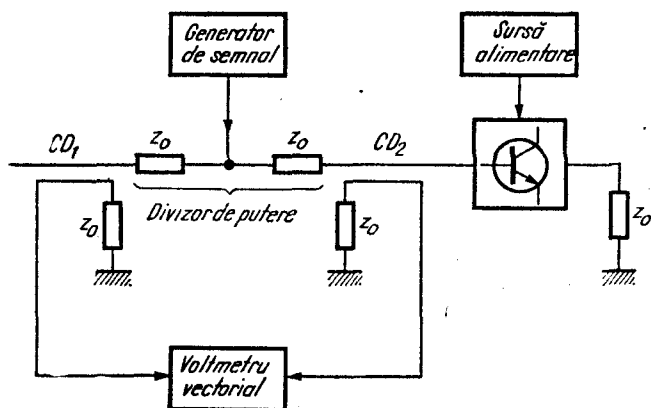 Generator
de semnal
Sursă
alimentare
CD₁
z₀
z₀
CD₂
z₀
Divizor de putere
z₀
z₀
Voltmetru
vectorial